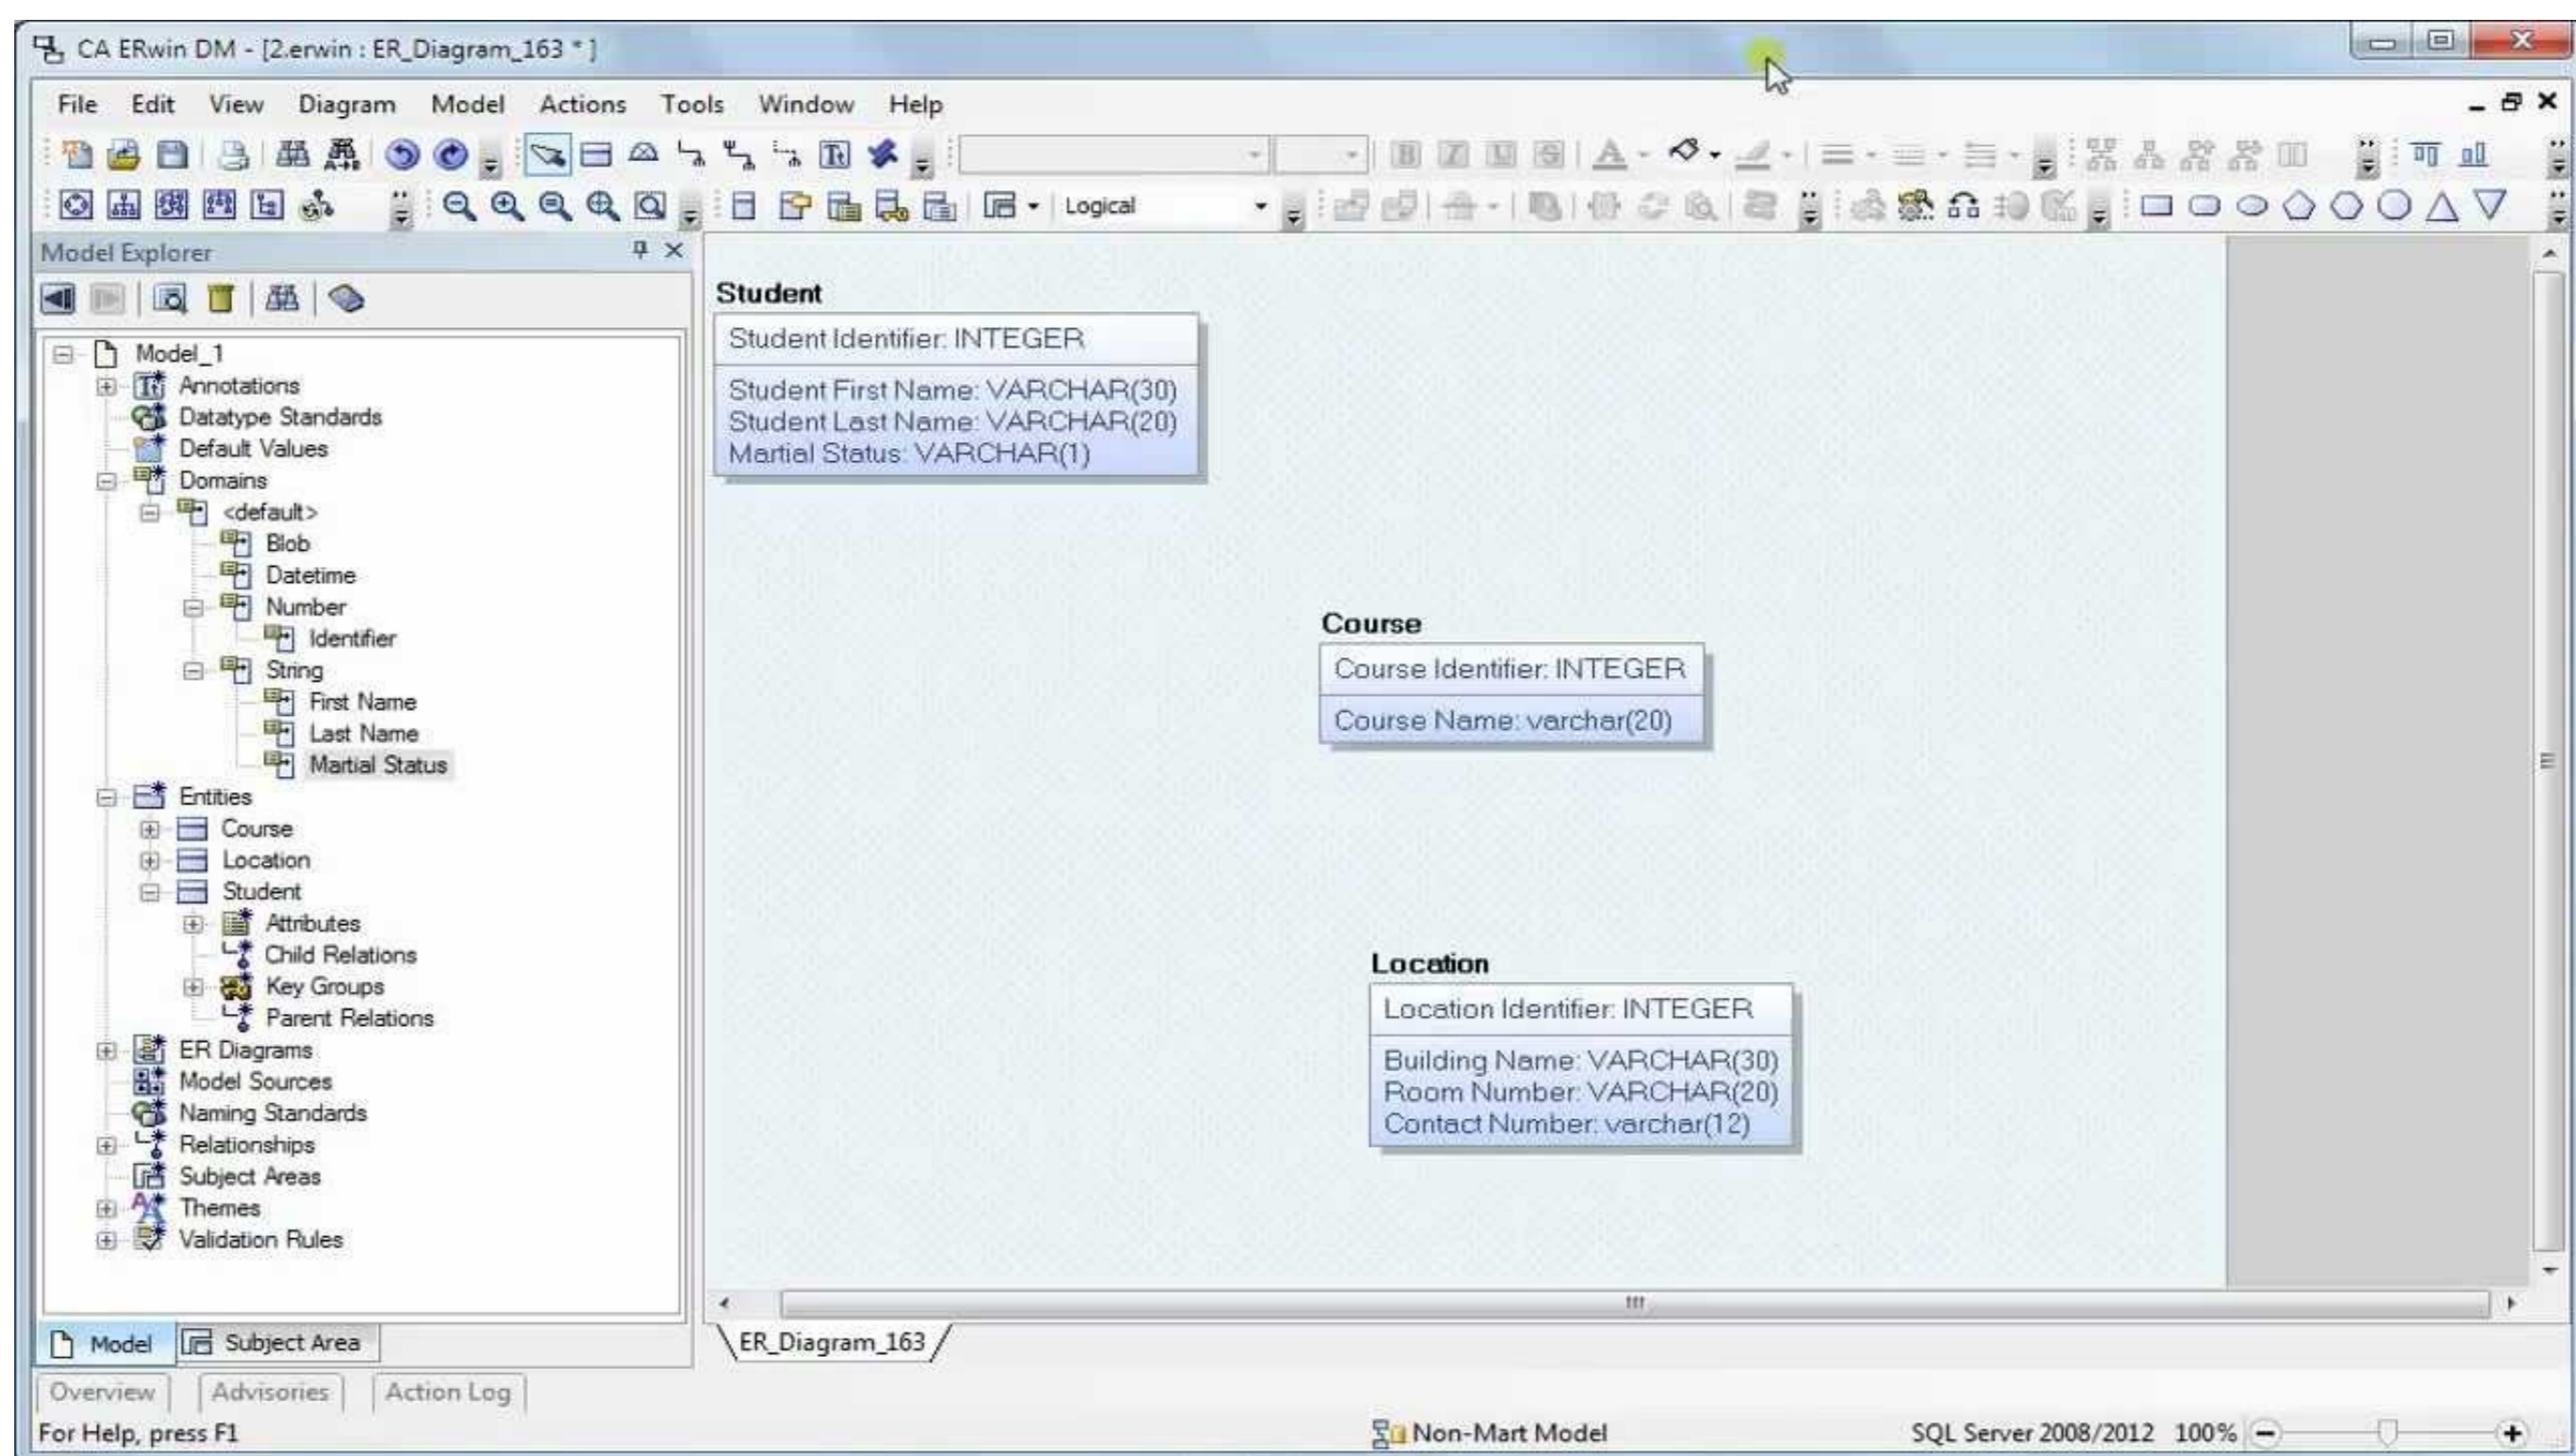 CA ERwin DM - [2.erwin : ER_Diagram_163 * ]
File Edit View Diagram Model Actions Tools Window Help
Logical
Model Explorer
Model_1
Annotations
Datatype Standards
Default Values
Domains
<default>
Blob
Datetime
Number
Identifier
String
First Name
Last Name
Martial Status
Entities
Course
Location
Student
Attributes
Child Relations
Key Groups
Parent Relations
ER Diagrams
Model Sources
Naming Standards
Relationships
Subject Areas
Themes
Validation Rules
Model Subject Area
Student
Student Identifier: INTEGER
Student First Name: VARCHAR(30)
Student Last Name: VARCHAR(20)
Martial Status: VARCHAR(1)
Course
Course Identifier: INTEGER
Course Name: varchar(20)
Location
Location Identifier: INTEGER
Building Name: VARCHAR(30)
Room Number: VARCHAR(20)
Contact Number: varchar(12)
ER_Diagram_163
Overview Advisories Action Log
For Help, press F1 Non-Mart Model SQL Server 2008/2012 100%